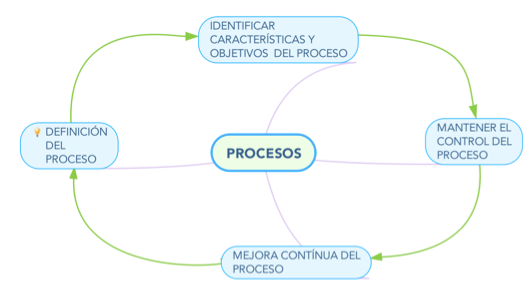 IDENTIFICAR
CARACTERÍSTICAS Y
OBJETIVOS DEL PROCESO
DEFINICIÓN
DEL
PROCESO
PROCESOS
MANTENER EL
CONTROL DEL
PROCESO
MEJORA CONTÍNUA DEL
PROCESO